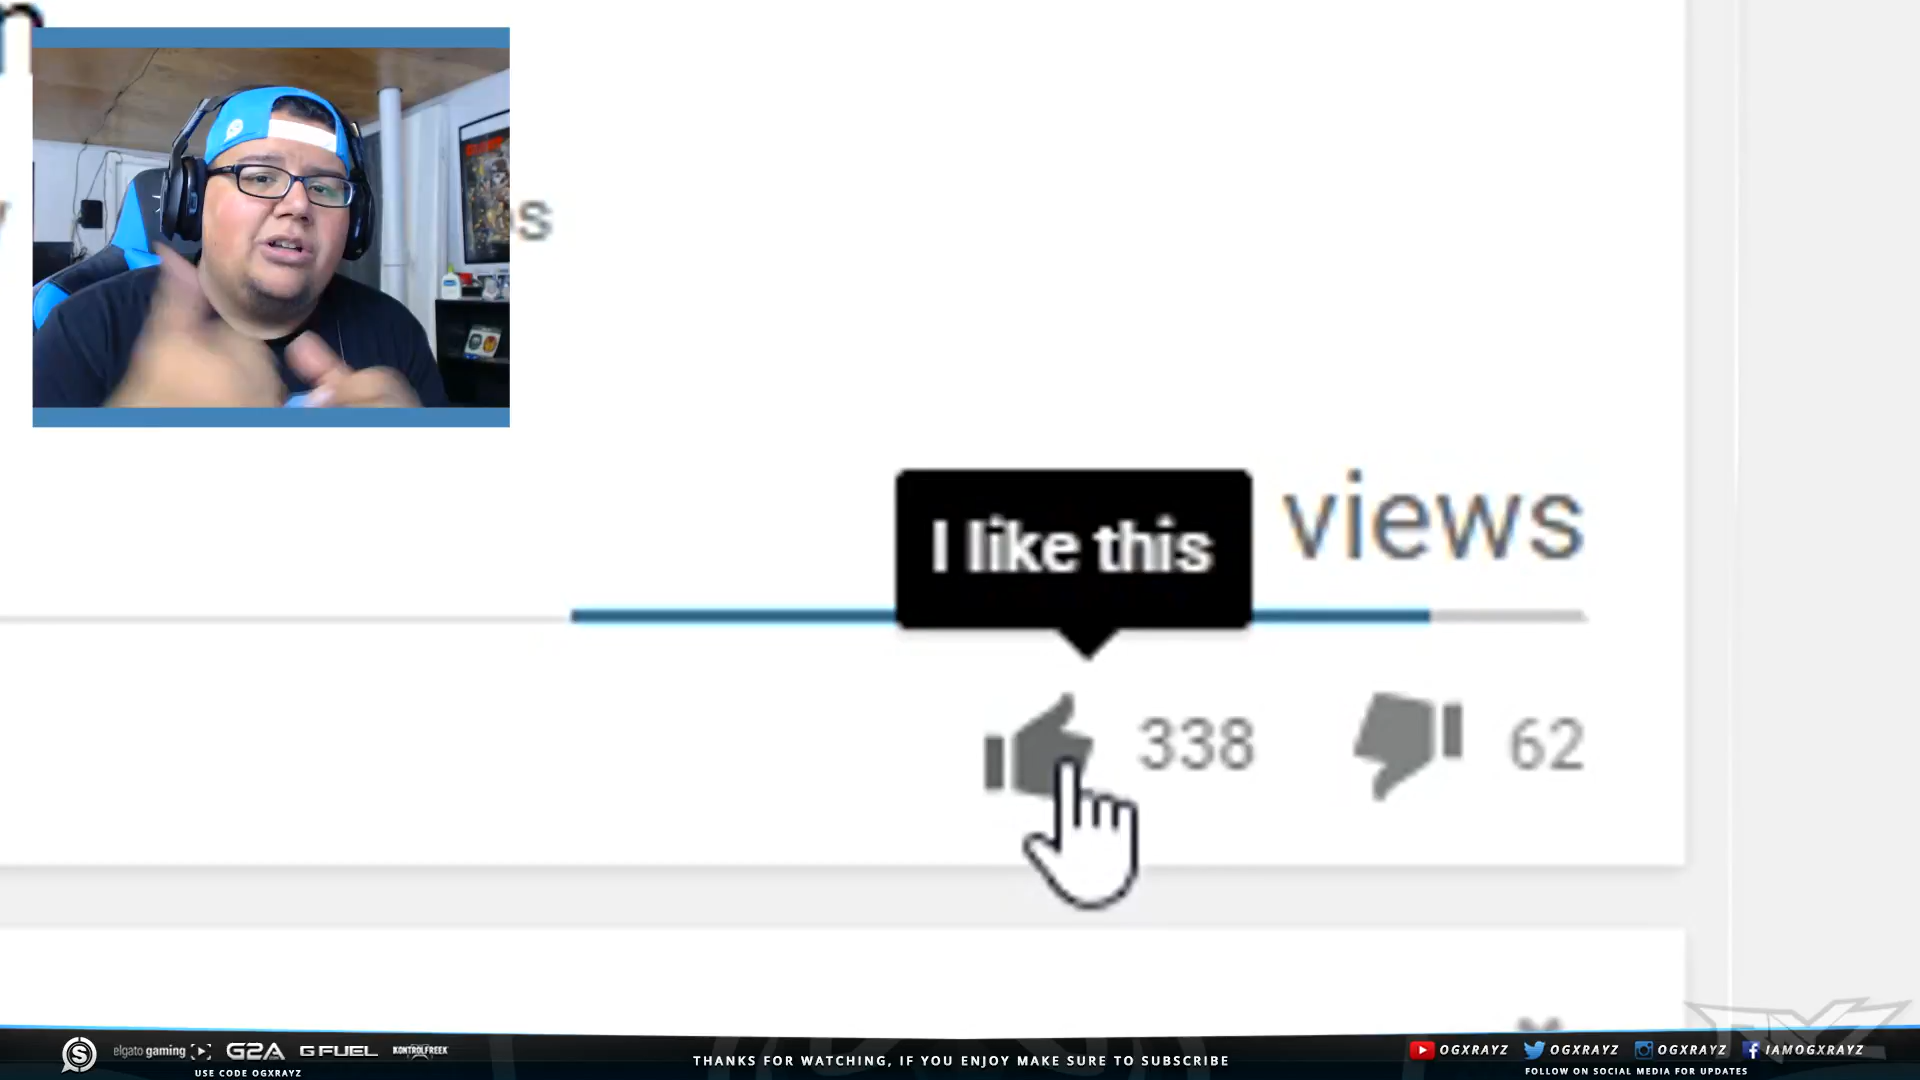 s
I like this
views
338
62
elgato gaming
G2A
G FUEL
KONTROLFREEK
USE CODE OGXRAYZ
THANKS FOR WATCHING, IF YOU ENJOY MAKE SURE TO SUBSCRIBE
OGXRAYZ
OGXRAYZ
OGXRAYZ
IAMOGXRAYZ
FOLLOW ON SOCIAL MEDIA FOR UPDATES